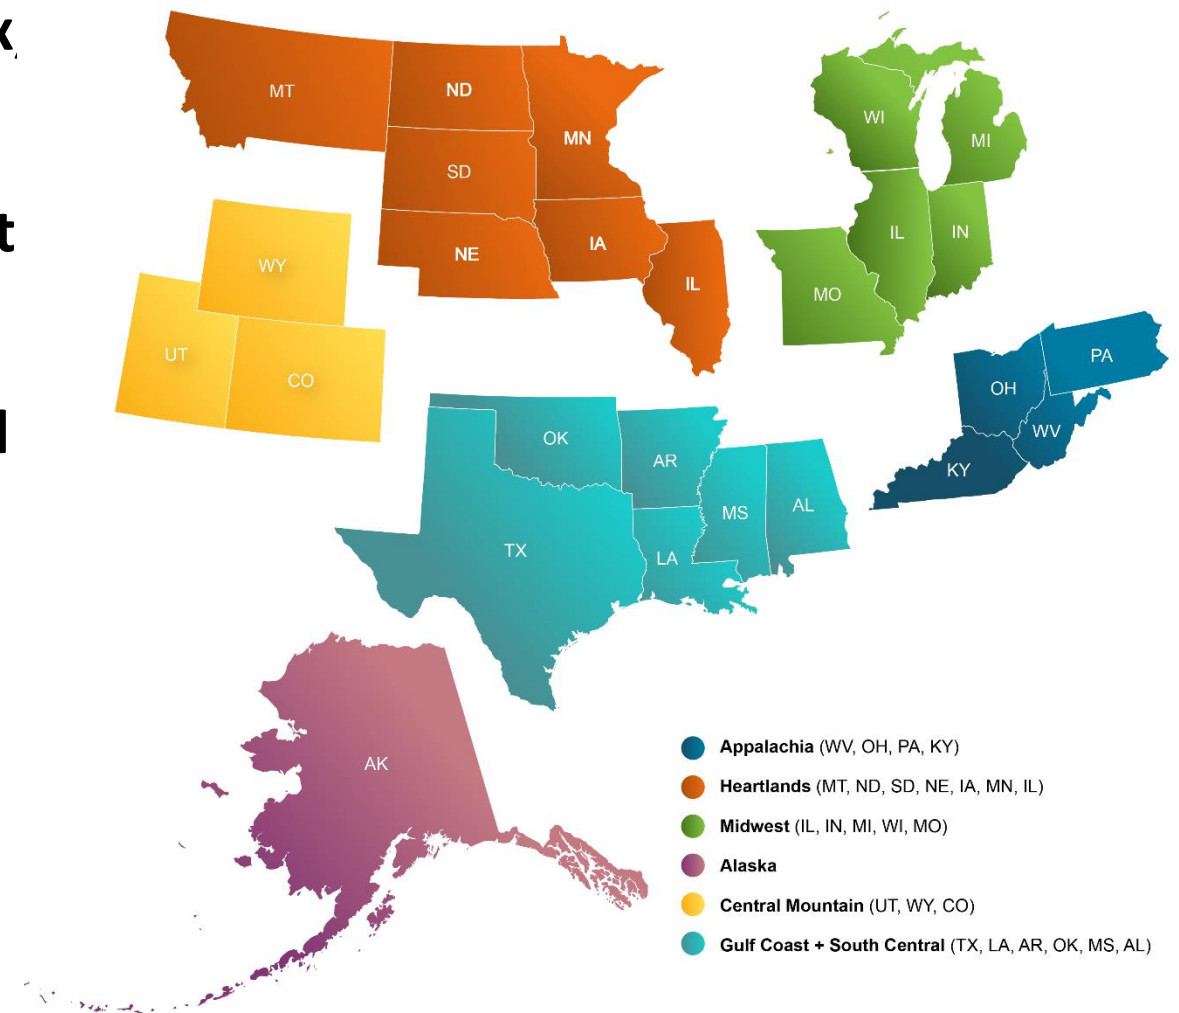 x,
t
MT
ND
MN
SD
NE
IA
IL
WI
MI
IL
IN
MO
WY
UT
CO
OH
PA
WV
KY
OK
AR
TX
LA
MS
AL
AK
Appalachia (WV, OH, PA, KY)
Heartlands (MT, ND, SD, NE, IA, MN, IL)
Midwest (IL, IN, MI, WI, MO)
Alaska
Central Mountain (UT, WY, CO)
Gulf Coast + South Central (TX, LA, AR, OK, MS, AL)